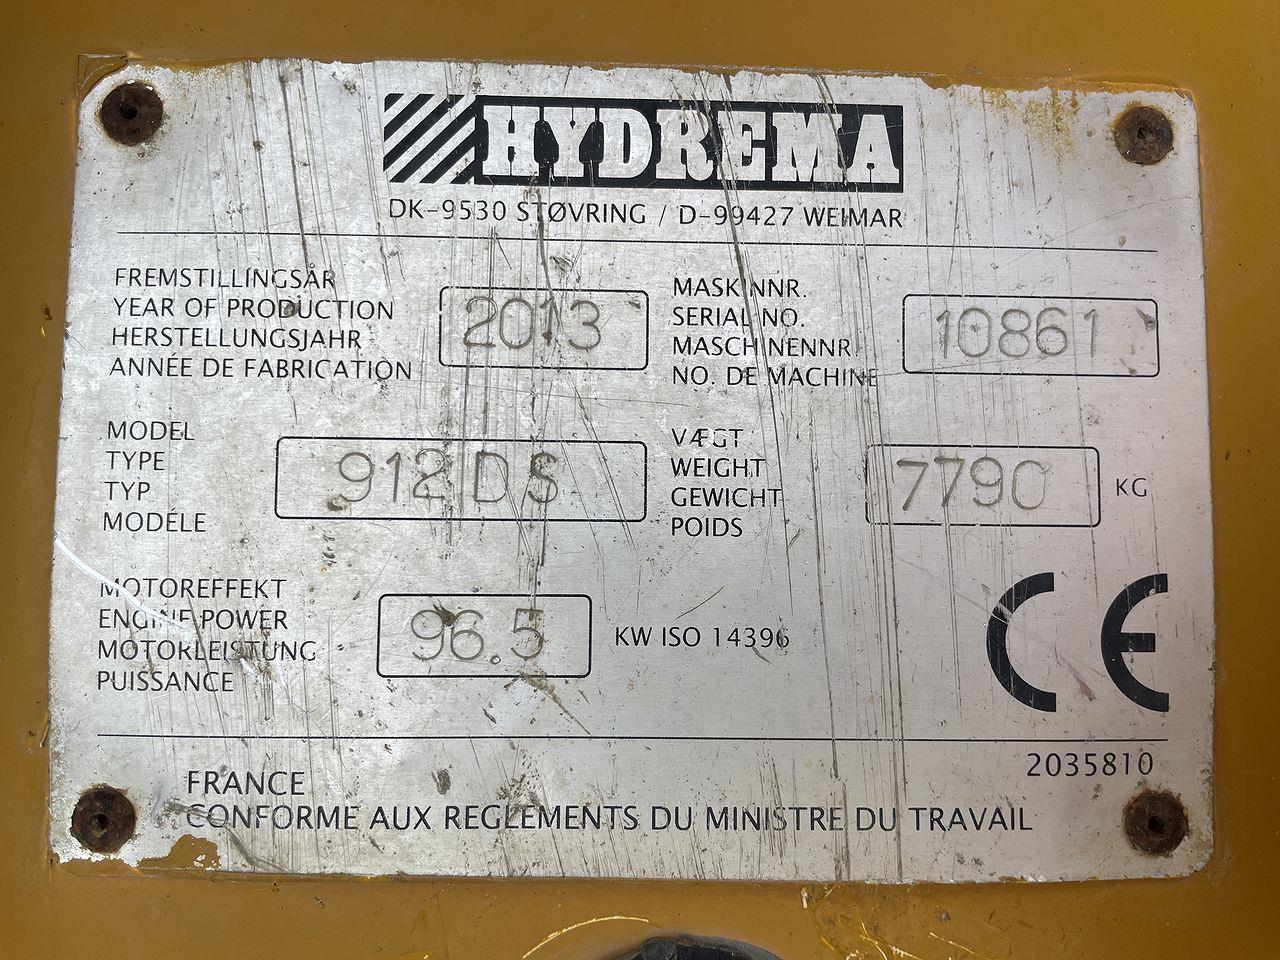 HYDREMA
DK-9530 STØVRING / D-99427 WEIMAR
FREMSTILLINGSÅR
YEAR OF PRODUCTION
HERSTELLUNGSJAHR
ANNÉE DE FABRICATION
2013
MASKINNR.
SERIAL NO.
MASCHINENNR.
NO. DE MACHINE
10861
MODEL
TYPE
TYP
MODÉLE
912DS
VÆGT
WEIGHT
GEWICHT
POIDS
7790
KG
MOTOREFFEKT
ENGINE POWER
MOTORLEISTUNG
PUISSANCE
96.5
KW ISO 14396
CE
2035810
FRANCE
CONFORME AUX REGLEMENTS DU MINISTRE DU TRAVAIL